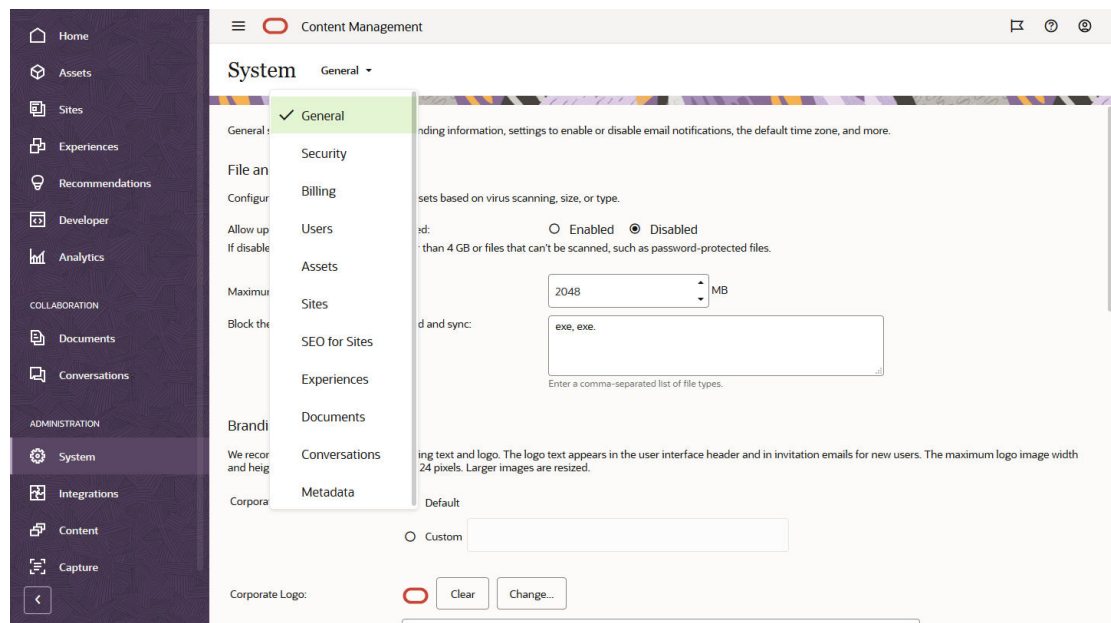 Content Management
Home
Assets
Sites
Experiences
Recommendations
Developer
Analytics
COLLABORATION
Documents
Conversations
ADMINISTRATION
System
Integrations
Content
Capture
System General
General
Security
Billing
Users
Assets
Sites
SEO for Sites
Experiences
Documents
Conversations
Metadata
General nding information, settings to enable or disable email notifications, the default time zone, and more.
File an
Configur sets based on virus scanning, size, or type.
Allow up ed: Enabled Disabled
If disable than 4 GB or files that can't be scanned, such as password-protected files.
Maximu 2048 MB
Block the d and sync: exe, exe.
Enter a comma-separated list of file types.
Brandi
We recor ing text and logo. The logo text appears in the user interface header and in invitation emails for new users. The maximum logo image width
and heig 24 pixels. Larger images are resized.
Corpora Default
Custom
Corporate Logo: Clear Change...